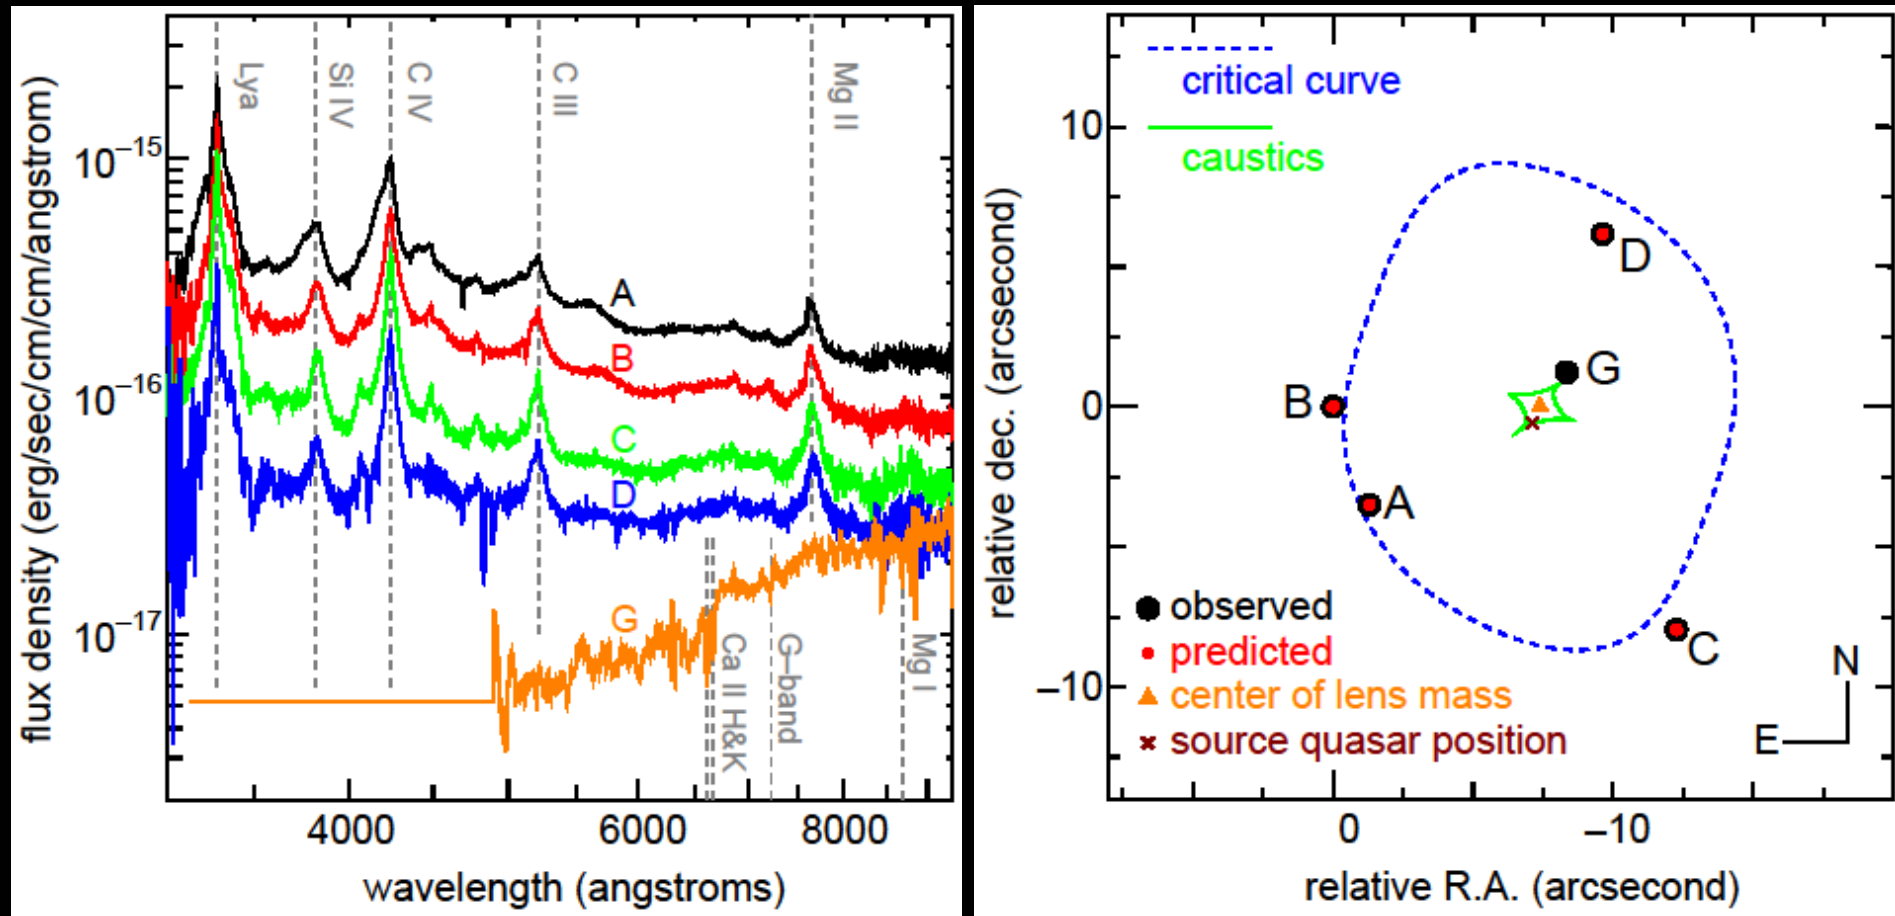 flux density (erg/sec/cm/cm/angstrom)
10⁻¹⁵
10⁻¹⁶
10⁻¹⁷
Lya
Si IV
C IV
C III
Mg II
A
B
C
D
G
Ca II H&K
G–band
Mg I
4000
6000
8000
wavelength (angstroms)
relative dec. (arcsecond)
10
0
−10
critical curve
caustics
D
G
B
A
C
observed
predicted
center of lens mass
source quasar position
N
E
0
−10
relative R.A. (arcsecond)